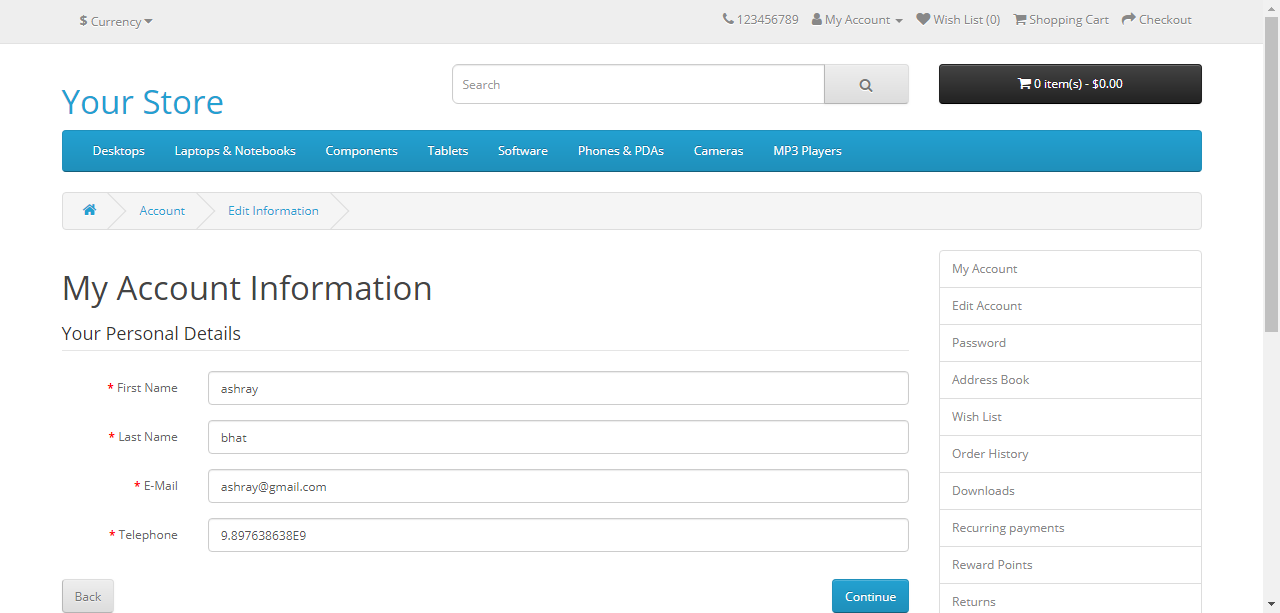 $ Currency
123456789 My Account Wish List (0) Shopping Cart Checkout
Your Store
Search
0 item(s) - $0.00
Desktops Laptops & Notebooks Components Tablets Software Phones & PDAs Cameras MP3 Players
Account Edit Information
My Account Information
Your Personal Details
* First Name ashray
* Last Name bhat
* E-Mail ashray@gmail.com
* Telephone 9.897638638E9
Back Continue
My Account
Edit Account
Password
Address Book
Wish List
Order History
Downloads
Recurring payments
Reward Points
Returns